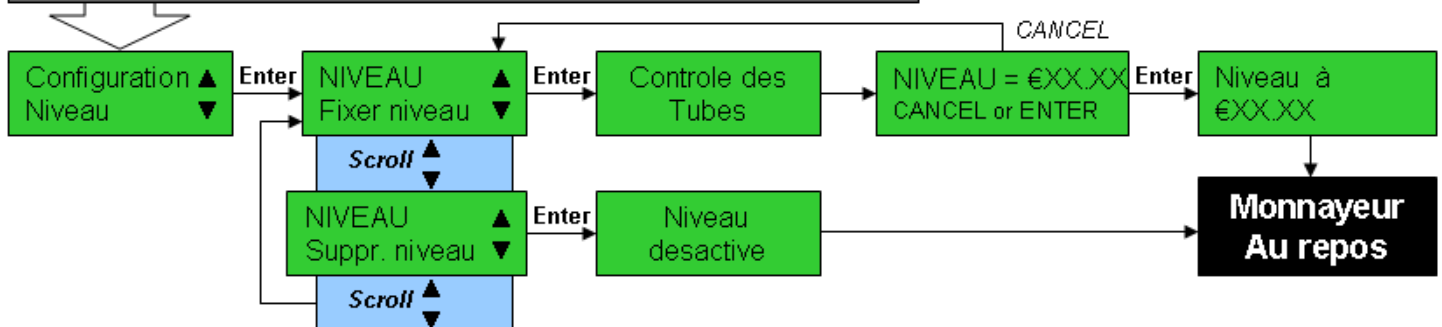 CANCEL
Configuration ▲
Niveau ▼
Enter
NIVEAU ▲
Fixer niveau ▼
Enter
Controle des
Tubes
NIVEAU = €XX.XX
CANCEL or ENTER
Enter
Niveau à
€XX.XX
Scroll ▲
▼
NIVEAU ▲
Suppr. niveau ▼
Enter
Niveau
desactive
Monnayeur
Au repos
Scroll ▲
▼